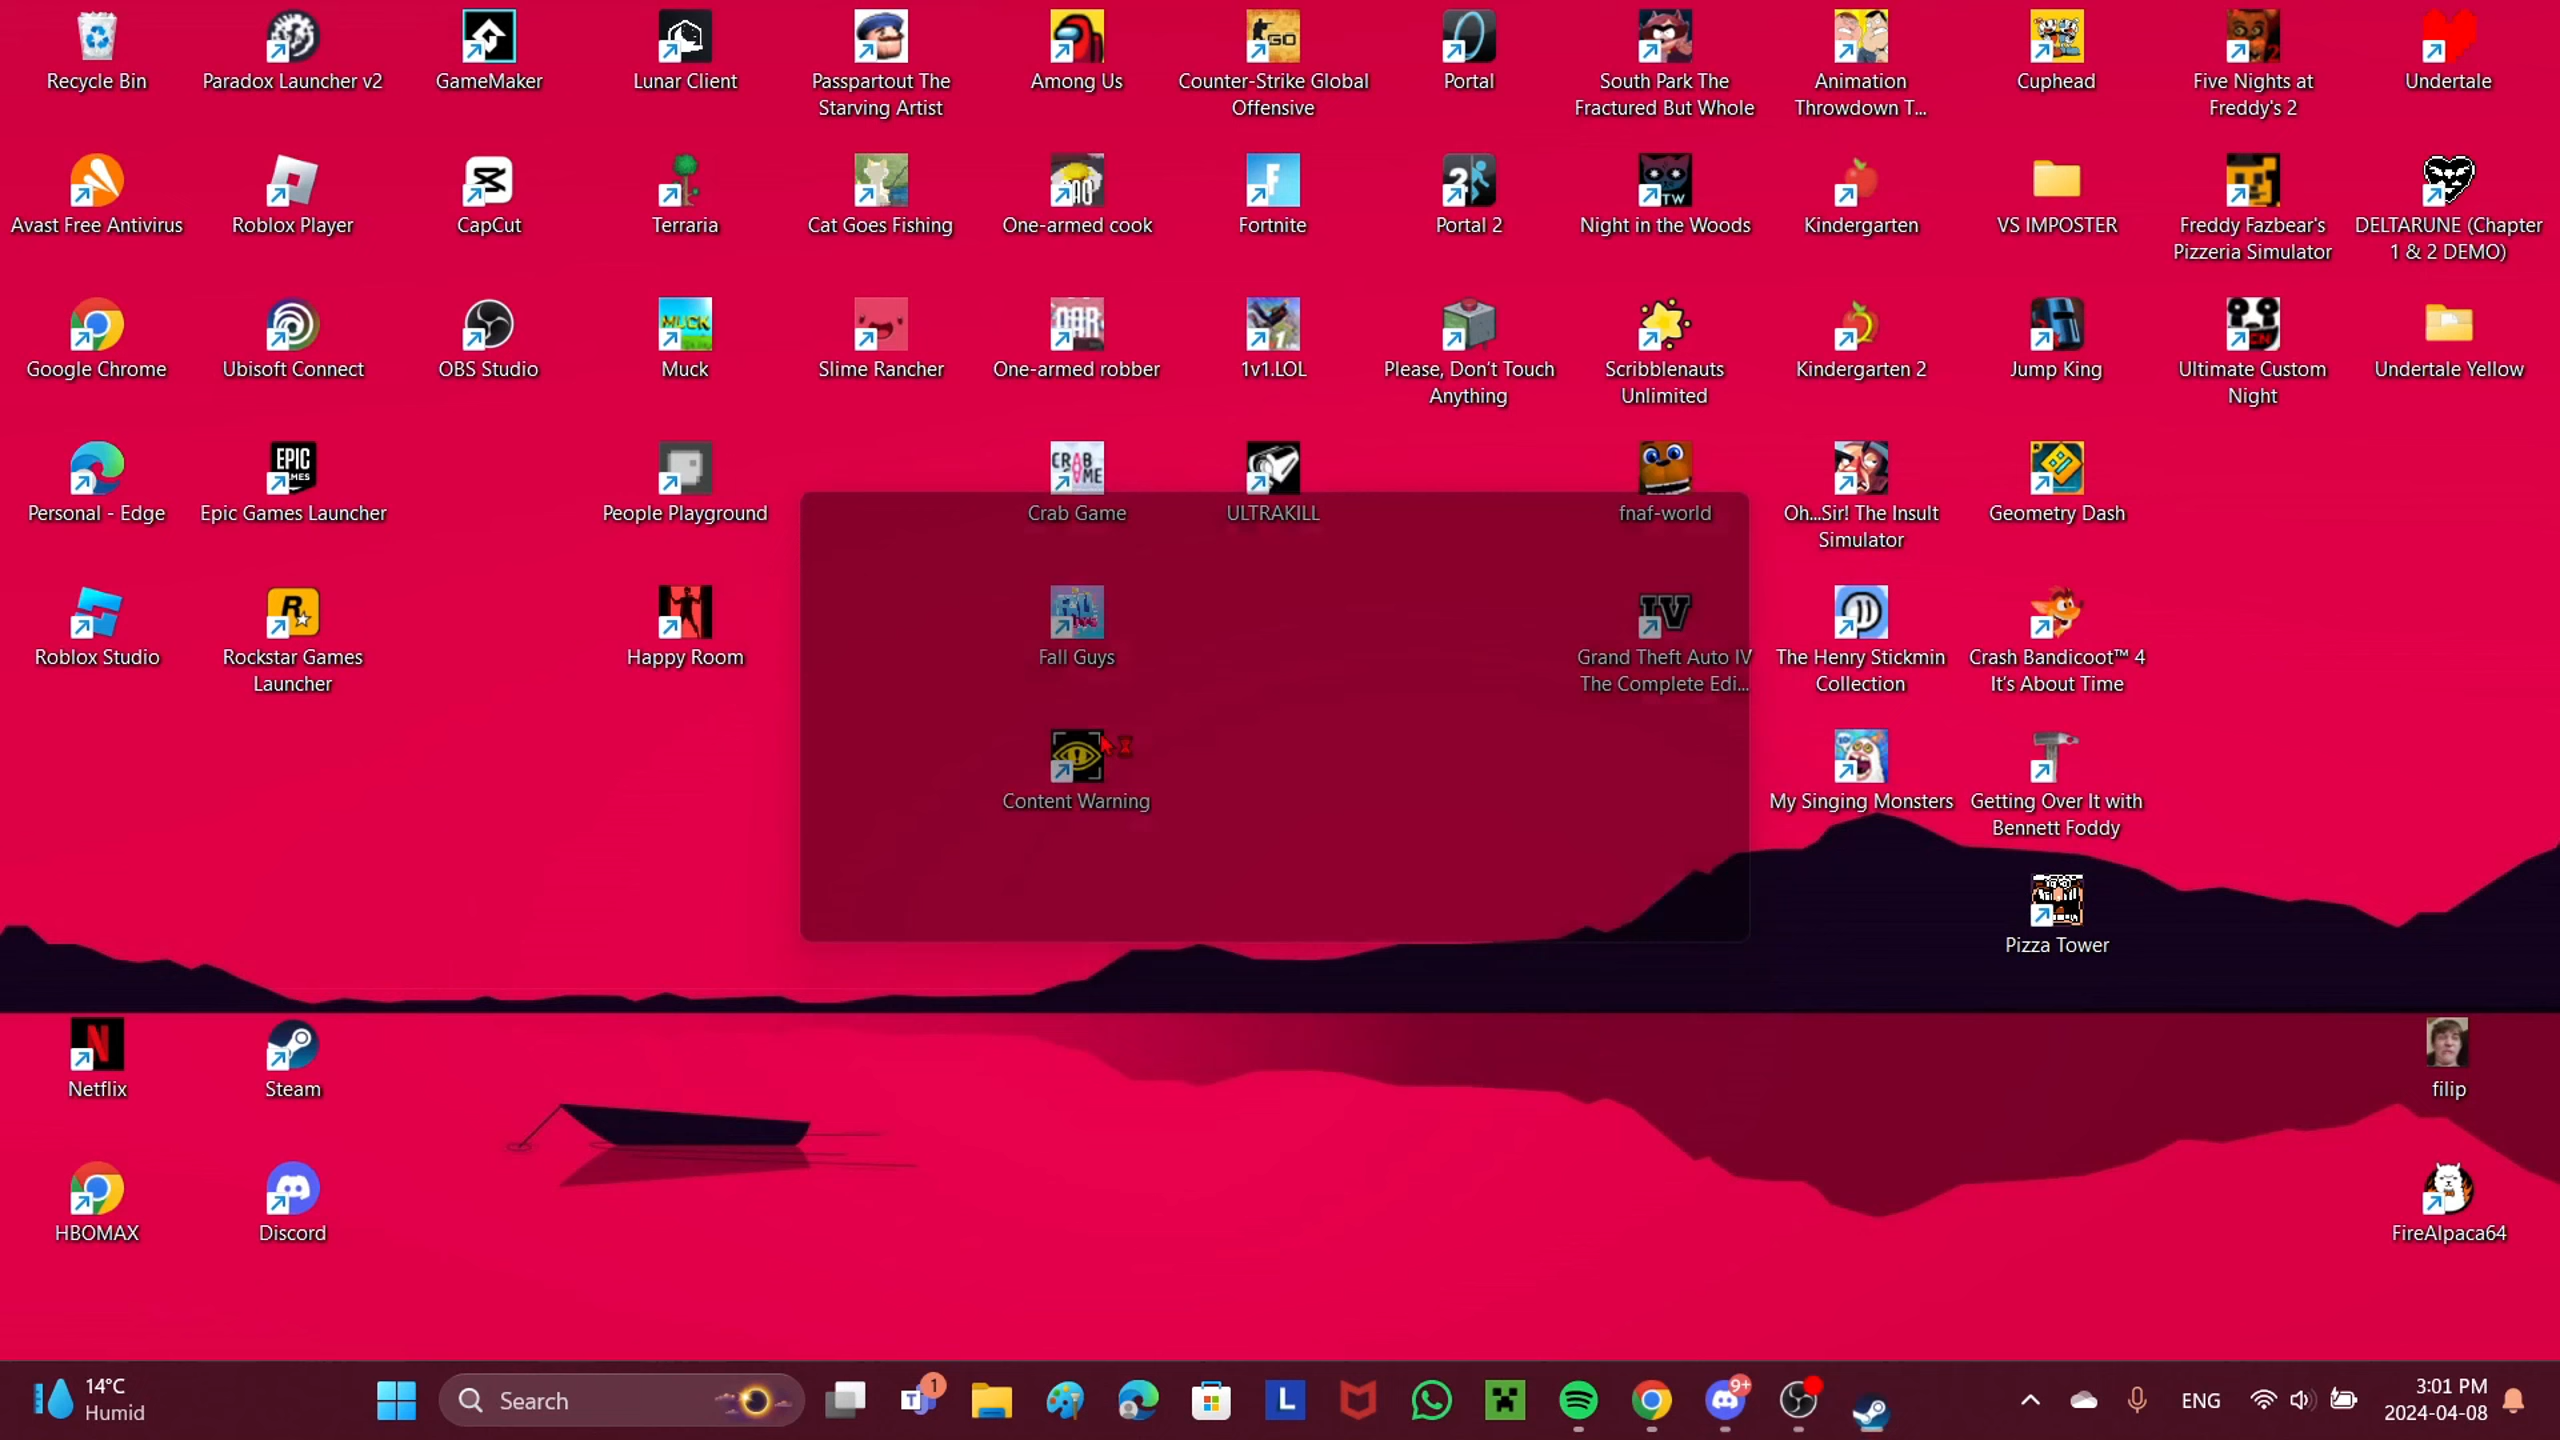 Recycle Bin
Paradox Launcher v2
GameMaker
Lunar Client
Passpartout The
Starving Artist
Among Us
Counter-Strike Global
Offensive
Portal
South Park The
Fractured But Whole
Animation
Throwdown T...
Cuphead
Five Nights at
Freddy's 2
Undertale
Avast Free Antivirus
Roblox Player
CapCut
Terraria
Cat Goes Fishing
One-armed cook
Fortnite
Portal 2
Night in the Woods
Kindergarten
VS IMPOSTER
Freddy Fazbear's
Pizzeria Simulator
DELTARUNE (Chapter
1 & 2 DEMO)
Google Chrome
Ubisoft Connect
OBS Studio
Muck
Slime Rancher
One-armed robber
1v1.LOL
Please, Don't Touch
Anything
Scribblenauts
Unlimited
Kindergarten 2
Jump King
Ultimate Custom
Night
Undertale Yellow
Personal - Edge
Epic Games Launcher
People Playground
Crab Game
ULTRAKILL
fnaf-world
Oh...Sir! The Insult
Simulator
Geometry Dash
Roblox Studio
Rockstar Games
Launcher
Happy Room
Fall Guys
Grand Theft Auto IV
The Complete Edi...
The Henry Stickmin
Collection
Crash Bandicoot™ 4
It's About Time
Content Warning
My Singing Monsters
Getting Over It with
Bennett Foddy
Pizza Tower
Netflix
Steam
filip
HBOMAX
Discord
FireAlpaca64
14°C
Humid
Search
1
9+
ENG
3:01 PM
2024-04-08